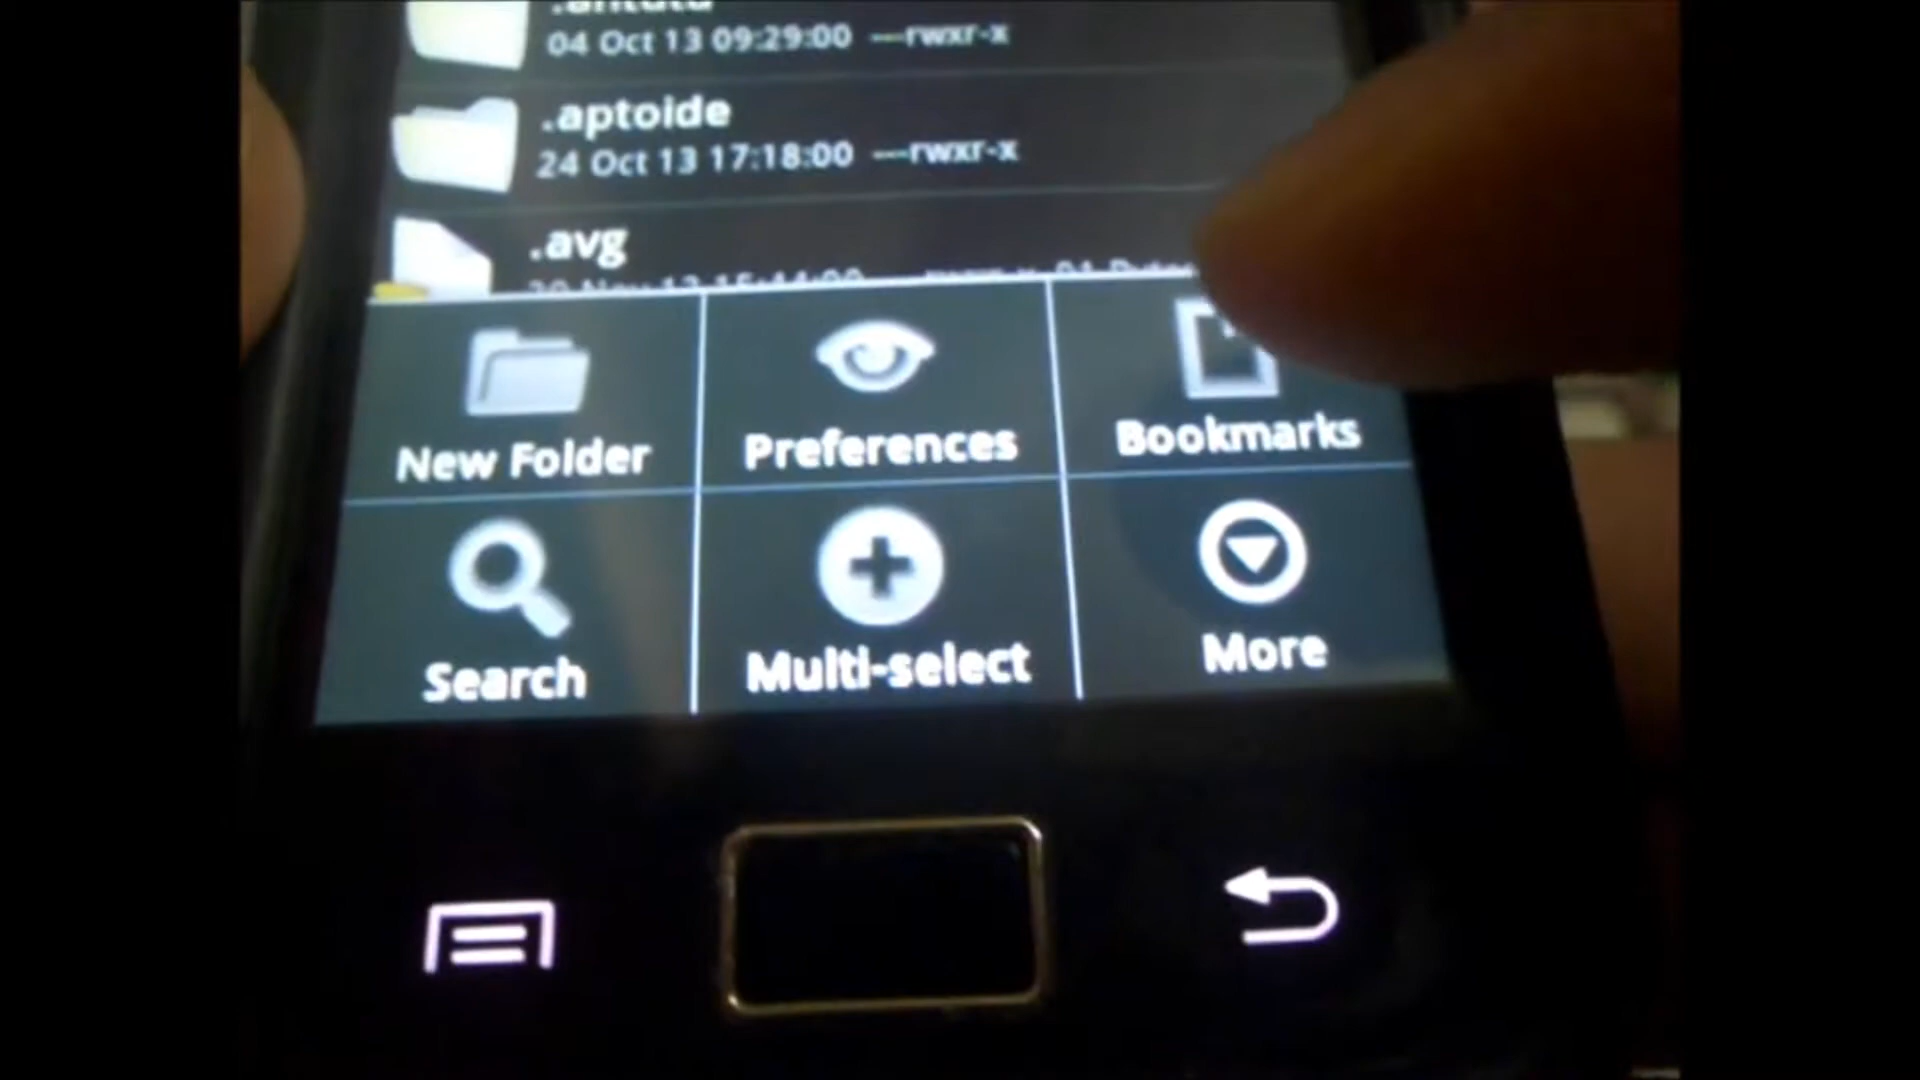 .antutu
04 Oct 13 09:29:00 ---rwxr-x
.aptoide
24 Oct 13 17:18:00 ---rwxr-x
.avg
New Folder
Preferences
Bookmarks
Search
Multi-select
More